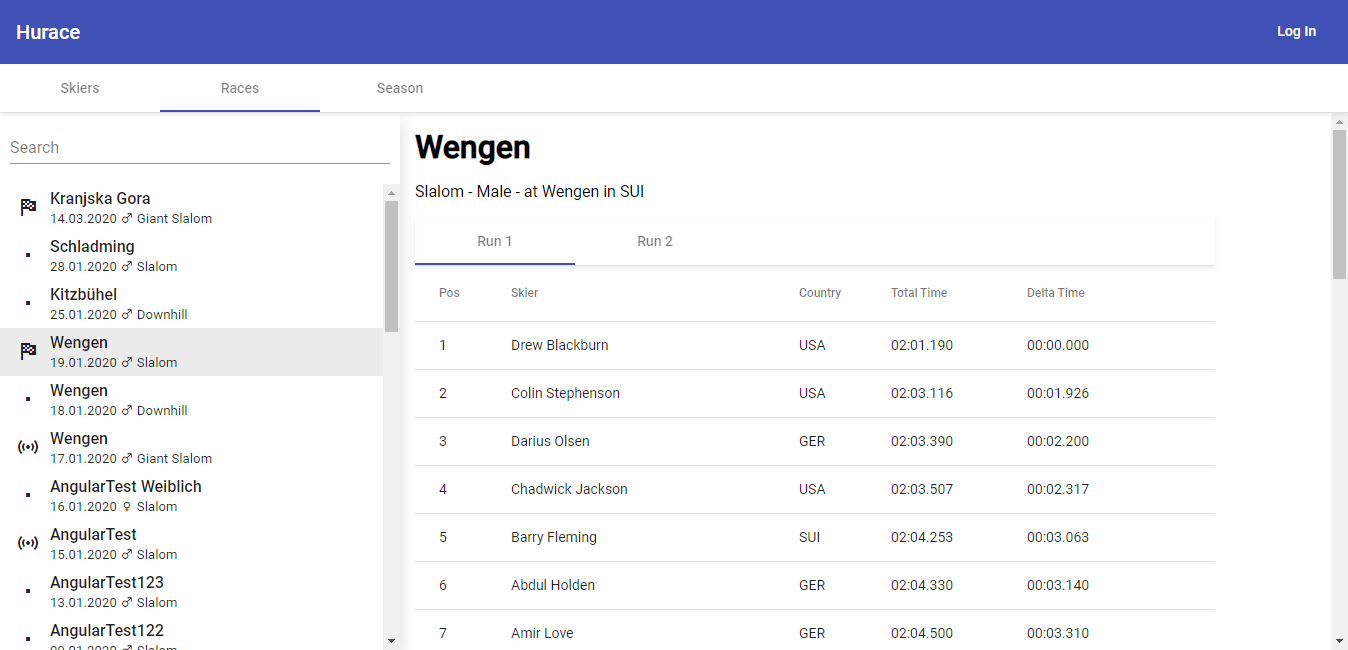 Hurace
Log In
Skiers Races Season
Search
Kranjska Gora
14.03.2020 ♂ Giant Slalom
Schladming
28.01.2020 ♂ Slalom
Kitzbühel
25.01.2020 ♂ Downhill
Wengen
19.01.2020 ♂ Slalom
Wengen
18.01.2020 ♂ Downhill
Wengen
17.01.2020 ♂ Giant Slalom
AngularTest Weiblich
16.01.2020 ♀ Slalom
AngularTest
15.01.2020 ♂ Slalom
AngularTest123
13.01.2020 ♂ Slalom
AngularTest122
Wengen
Slalom - Male - at Wengen in SUI
Run 1 Run 2
Pos Skier Country Total Time Delta Time
1 Drew Blackburn USA 02:01.190 00:00.000
2 Colin Stephenson USA 02:03.116 00:01.926
3 Darius Olsen GER 02:03.390 00:02.200
4 Chadwick Jackson USA 02:03.507 00:02.317
5 Barry Fleming SUI 02:04.253 00:03.063
6 Abdul Holden GER 02:04.330 00:03.140
7 Amir Love GER 02:04.500 00:03.310